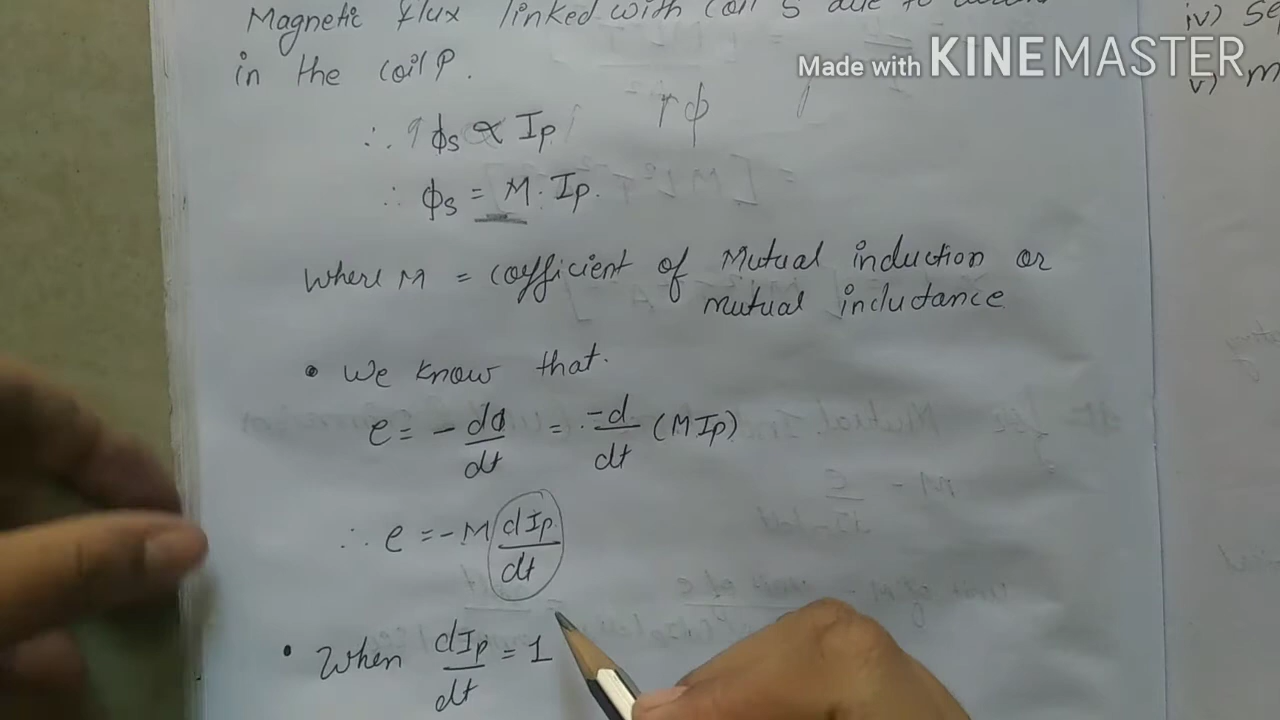 Magnetic flux linked with coil S due to
in the coil P.
∴ ϕs ∝ Ip
∴ ϕs = M. Ip.
Where M = coefficient of Mutual induction or
mutual inductance
• We know that.
e = - dϕ/dt = -d/dt (MIp)
∴ e = -M dIp/dt
• When dIp/dt = 1
iv)
v) m
Made with KINEMASTER